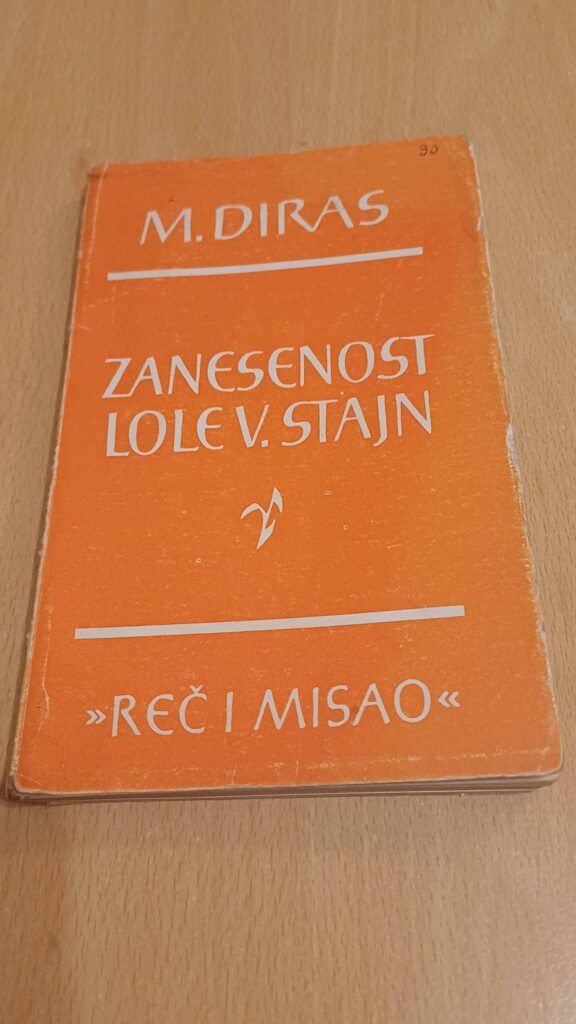 90
M. DIRAS
ZANESENOST
LOLE V. STAJN
»REČ I MISAO«